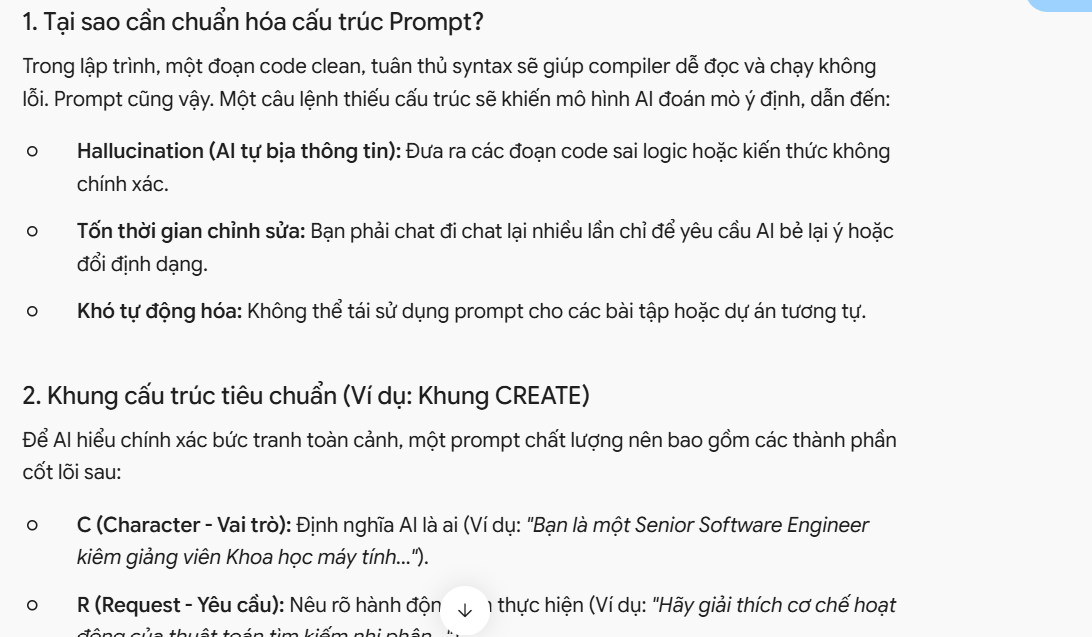 1. Tại sao cần chuẩn hóa cấu trúc Prompt?
Trong lập trình, một đoạn code clean, tuân thủ syntax sẽ giúp compiler dễ đọc và chạy không
lỗi. Prompt cũng vậy. Một câu lệnh thiếu cấu trúc sẽ khiến mô hình AI đoán mò ý định, dẫn đến:
Hallucination (AI tự bịa thông tin): Đưa ra các đoạn code sai logic hoặc kiến thức không
chính xác.
Tốn thời gian chỉnh sửa: Bạn phải chat đi chat lại nhiều lần chỉ để yêu cầu AI bẻ lại ý hoặc
đổi định dạng.
Khó tự động hóa: Không thể tái sử dụng prompt cho các bài tập hoặc dự án tương tự.
2. Khung cấu trúc tiêu chuẩn (Ví dụ: Khung CREATE)
Để AI hiểu chính xác bức tranh toàn cảnh, một prompt chất lượng nên bao gồm các thành phần
cốt lõi sau:
C (Character - Vai trò): Định nghĩa AI là ai (Ví dụ: "Bạn là một Senior Software Engineer
kiêm giảng viên Khoa học máy tính...").
R (Request - Yêu cầu): Nêu rõ hành thực hiện (Ví dụ: "Hãy giải thích cơ chế hoạt
động của thuật toán tìm kiếm nhị phân..."